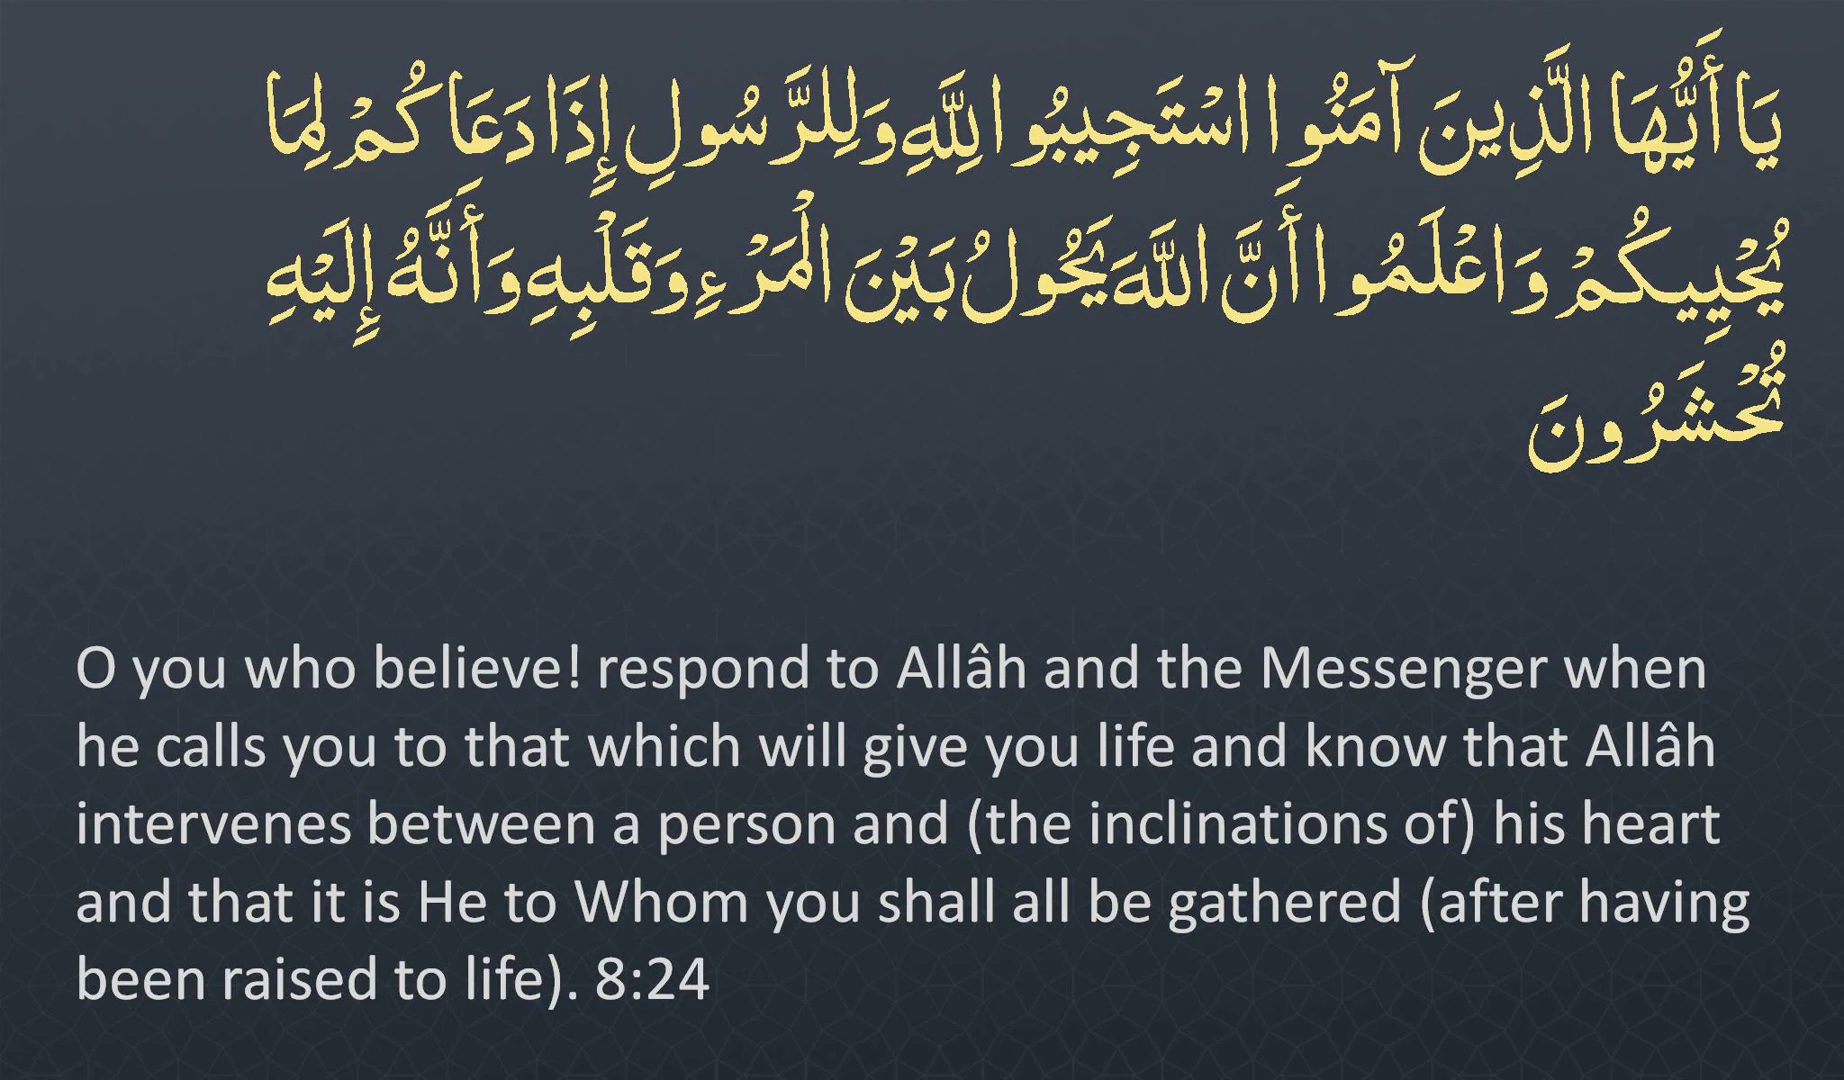 يَا أَيُّهَا الَّذِينَ آمَنُوا اسْتَجِيبُوا لِلَّهِ وَلِلرَّسُولِ إِذَا دَعَاكُمْ لِمَا
يُحْيِيكُمْ وَاعْلَمُوا أَنَّ اللَّهَ يَحُولُ بَيْنَ الْمَرْءِ وَقَلْبِهِ وَأَنَّهُ إِلَيْهِ
تُحْشَرُونَ
O you who believe! respond to Allâh and the Messenger when
he calls you to that which will give you life and know that Allâh
intervenes between a person and (the inclinations of) his heart
and that it is He to Whom you shall all be gathered (after having
been raised to life). 8:24